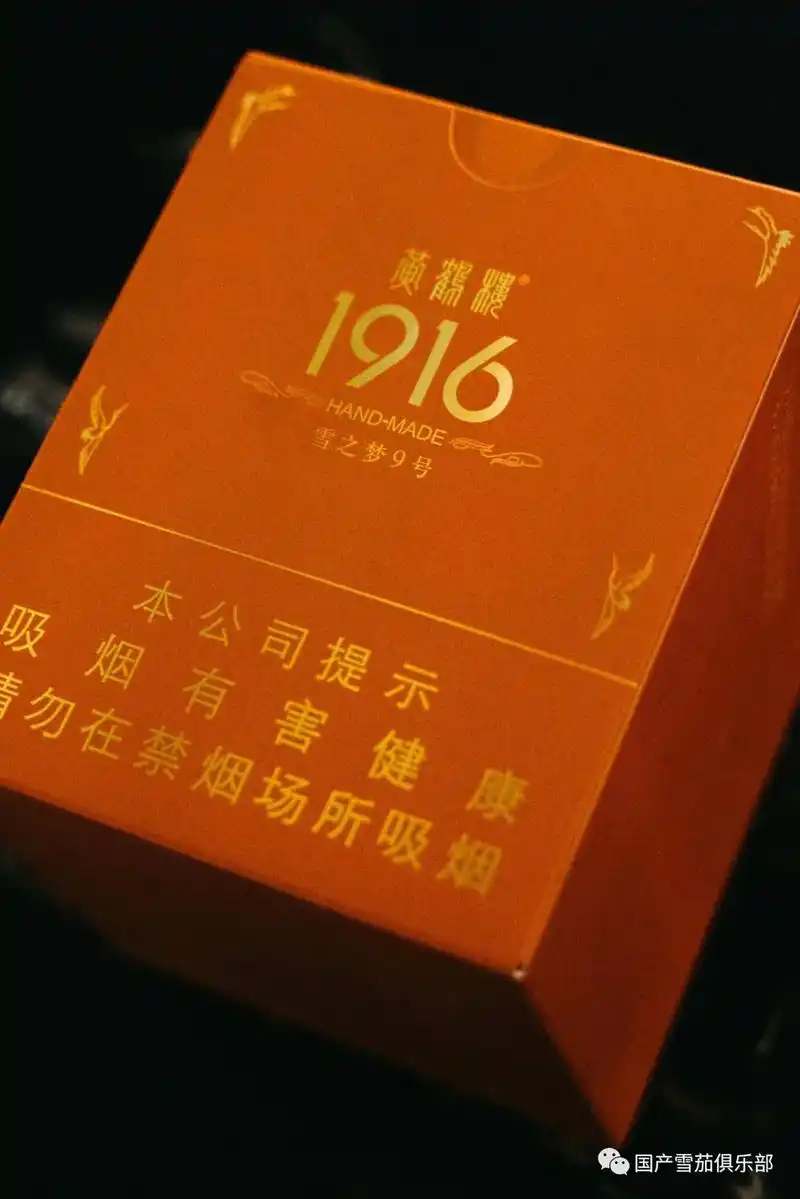 黄鹤楼®
1916
HAND-MADE
雪之梦9号
本公司提示
吸烟有害健康
请勿在禁烟场所吸烟
国产雪茄俱乐部